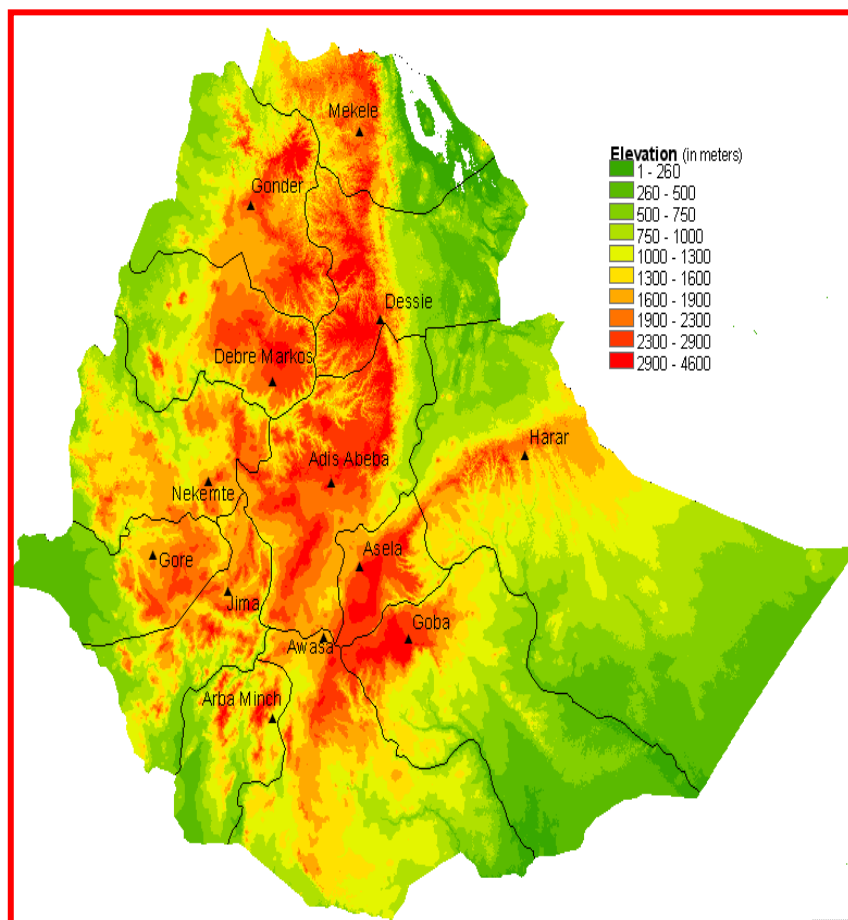 Mekele
Elevation (in meters)
1 - 260
260 - 500
500 - 750
750 - 1000
1000 - 1300
1300 - 1600
1600 - 1900
1900 - 2300
2300 - 2900
2900 - 4600
Gonder
Dessie
Debre Markos
Harar
Adis Abeba
Nekemte
Asela
Gore
Jima
Goba
Awasa
Arba Minch